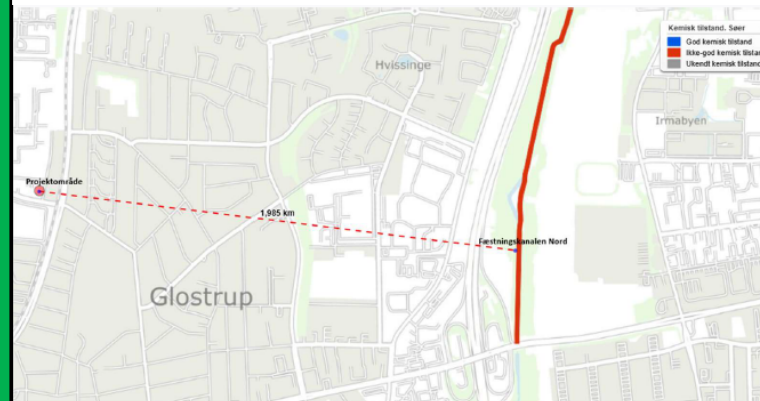 Kemisk tilstand. Søer
God kemisk tilstand
Ikke-god kemisk tilstan
Ukendt kemisk tilstand
Hvissinge
Irmabyen
Projektområde
1,985 km
Fæstningskanalen Nord
Glostrup